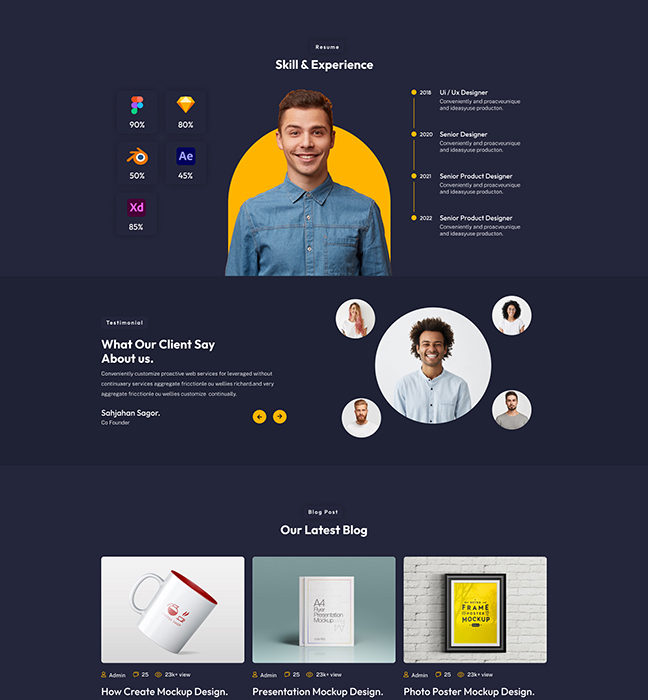 Resume
Skill & Experience
90%
80%
Ae
50%
45%
Xd
85%
2018
Ui / Ux Designer
Conveniently and proacveunique
and ideasyuse producton.
2020
Senior Designer
Conveniently and proacveunique
and ideasyuse producton.
2021
Senior Product Designer
Conveniently and proacveunique
and ideasyuse producton.
2022
Senior Product Designer
Conveniently and proacveunique
and ideasyuse producton.
Testimonial
What Our Client Say
About us.
Conveniently customize proactive web services for leveraged without
continuaery services aggregate fricctionle ou wellies richard.and very
aggregate fricctionle ou wellies customize continually.
Sahjahan Sagor.
Co Founder
Blog Post
Our Latest Blog
A4
Flyer
Presentation
Mockup
FRAME
POSTER
MOCKUP
Admin
25
23k+ view
Admin
25
23k+ view
Admin
25
23k+ view
How Create Mockup Design.
Presentation Mockup Design.
Photo Poster Mockup Design.